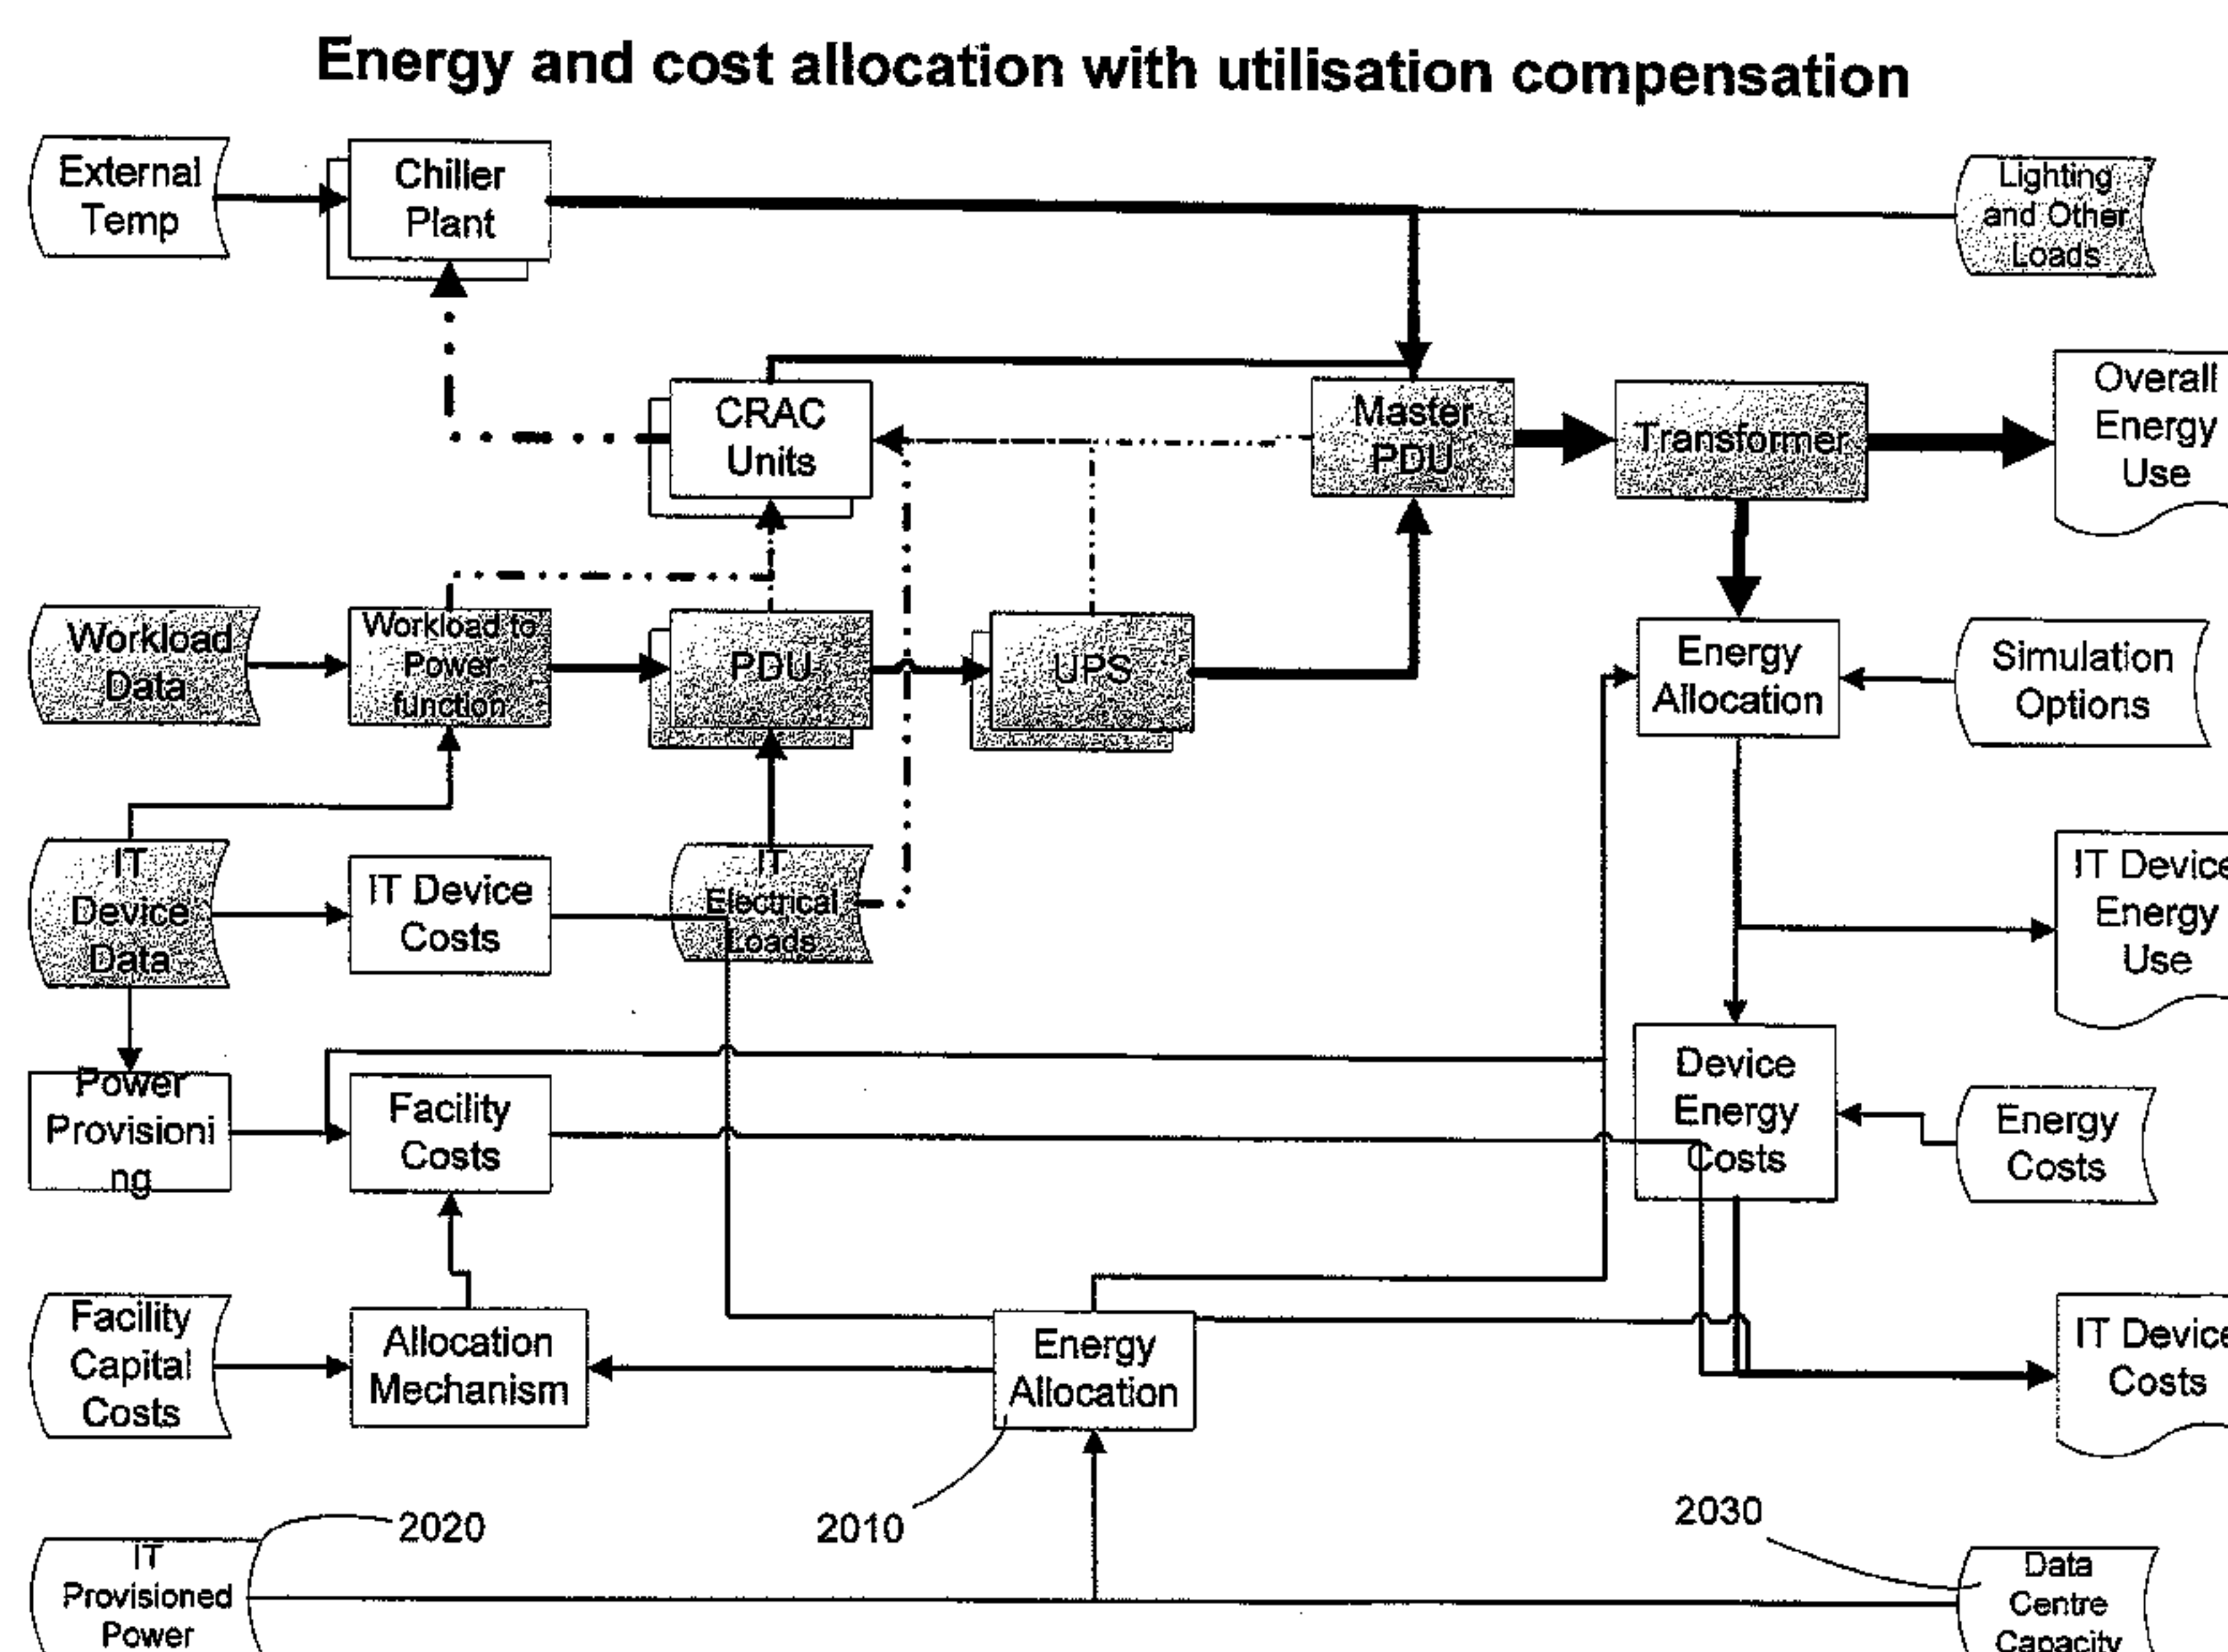 Energy and cost allocation with utilisation compensation
External
Temp
Chiller
Plant
Lighting
and Other
Loads
CRAC
Units
Master
PDU
Transformer
Overall
Energy
Use
Workload
Data
Workload to
Power
function
PDU
UPS
Energy
Allocation
Simulation
Options
IT
Device
Data
IT Device
Costs
IT
Electrical
Loads
IT Device
Energy
Use
Power
Provisioni
ng
Facility
Costs
Device
Energy
Costs
Energy
Costs
Facility
Capital
Costs
Allocation
Mechanism
Energy
Allocation
IT Device
Costs
2020
2010
2030
IT
Provisioned
Power
Data
Centre
Capacity